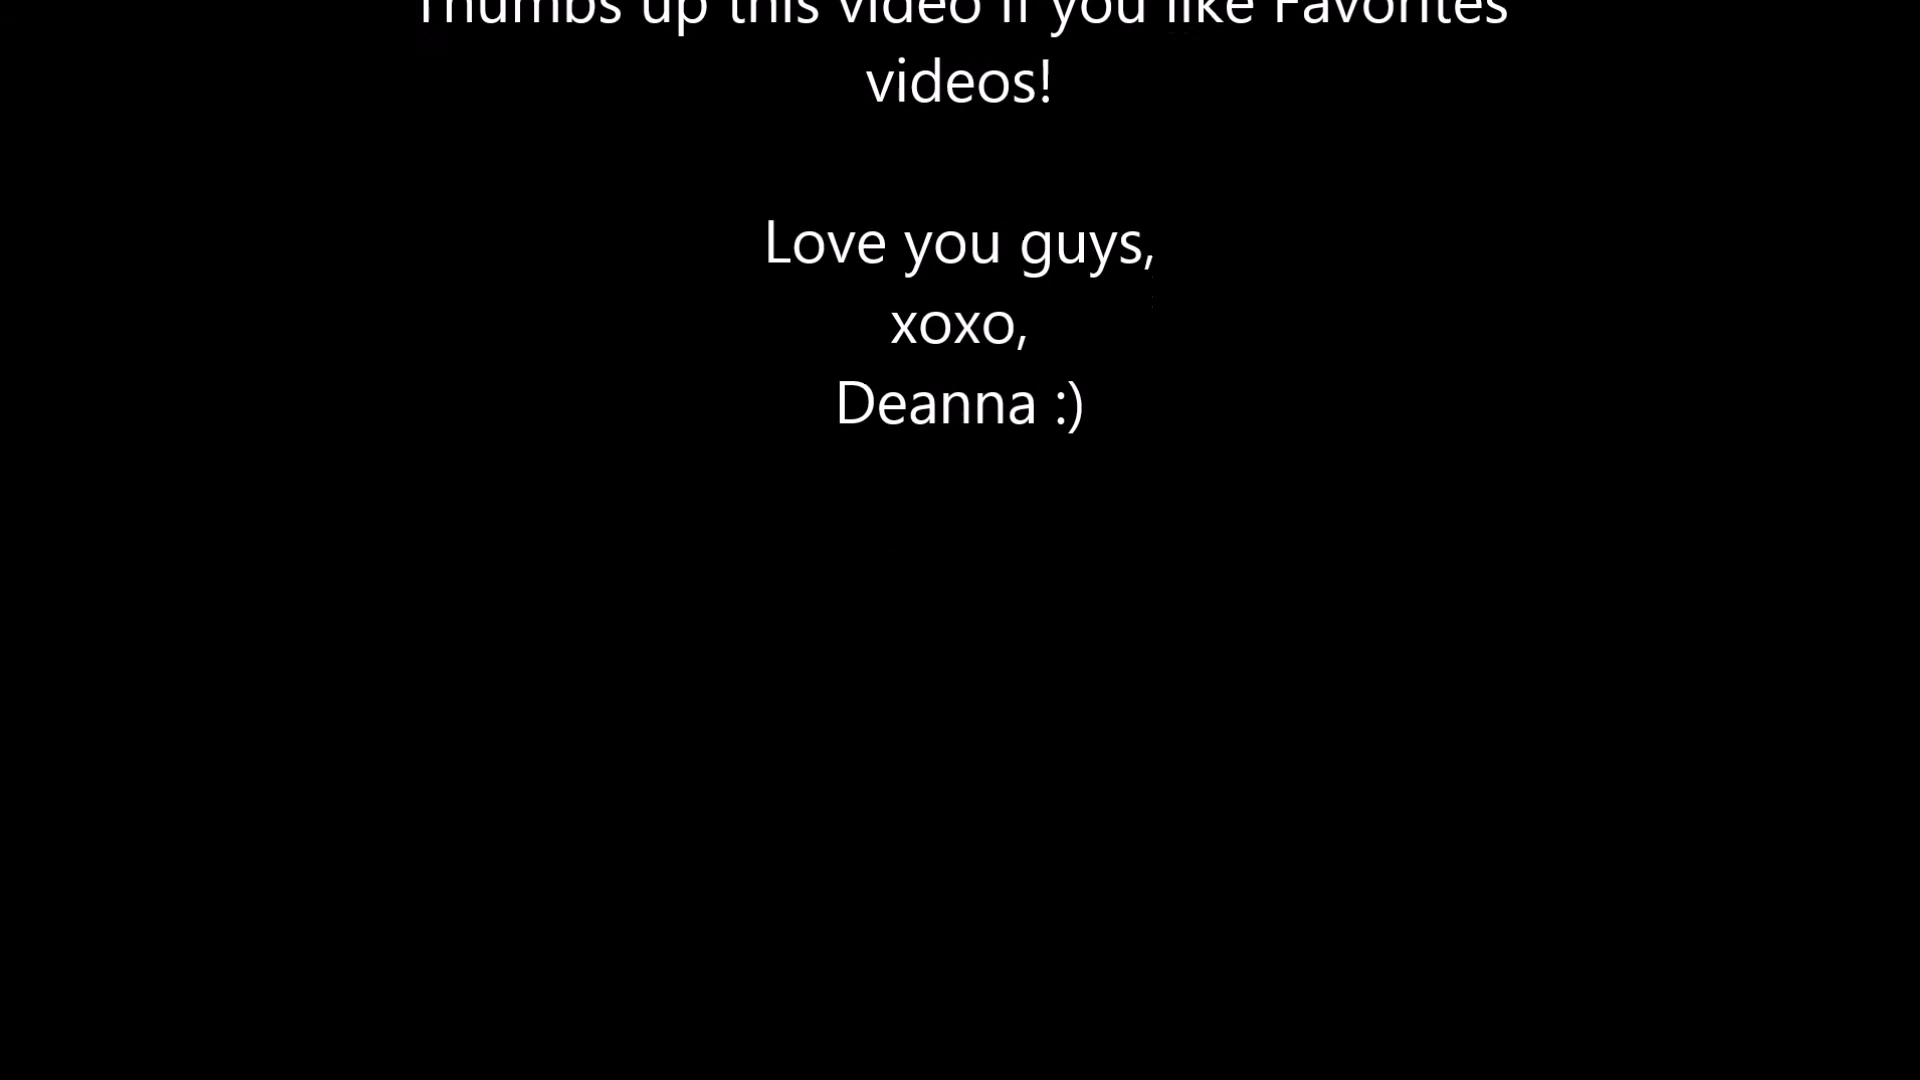 Thumbs up this video if you like Favorites
videos!
Love you guys,
xoxo,
Deanna :)